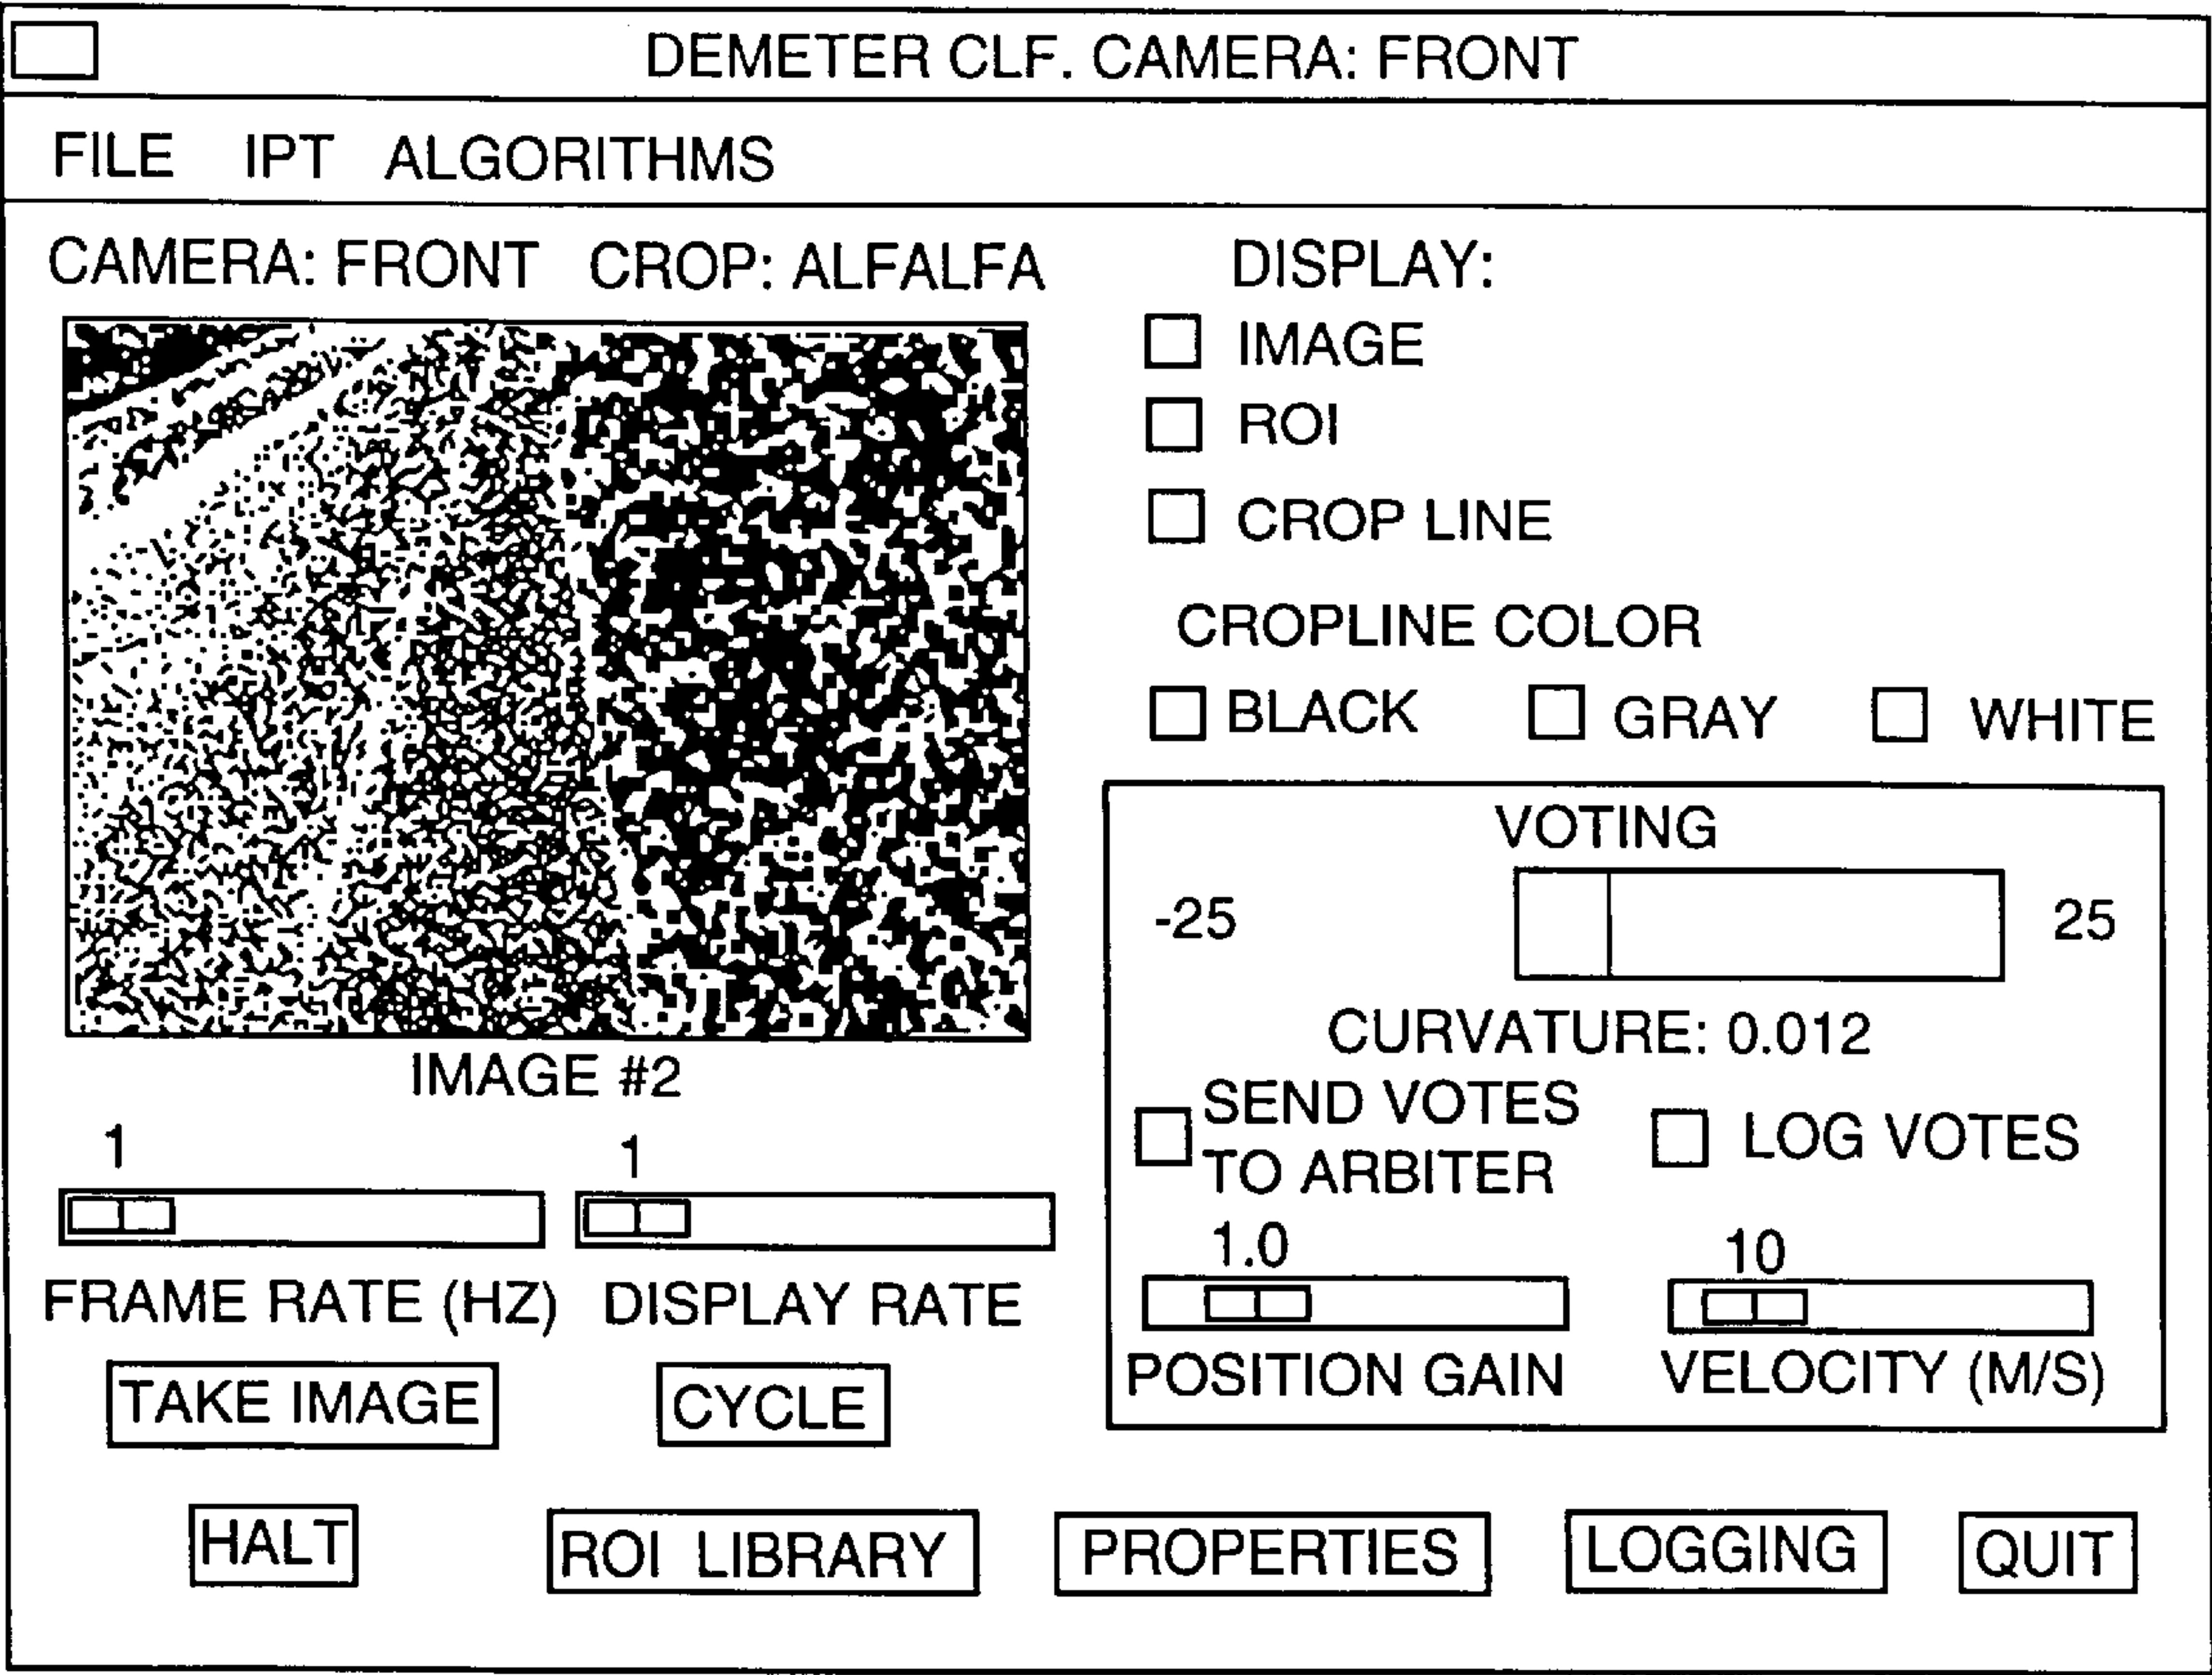 DEMETER CLF. CAMERA: FRONT
FILE IPT ALGORITHMS
CAMERA: FRONT CROP: ALFALFA
IMAGE #2
1 1
FRAME RATE (HZ) DISPLAY RATE
TAKE IMAGE CYCLE
DISPLAY:
IMAGE
ROI
CROP LINE
CROPLINE COLOR
BLACK GRAY WHITE
VOTING
-25 25
CURVATURE: 0.012
SEND VOTES
TO ARBITER
LOG VOTES
1.0 10
POSITION GAIN VELOCITY (M/S)
HALT ROI LIBRARY PROPERTIES LOGGING QUIT